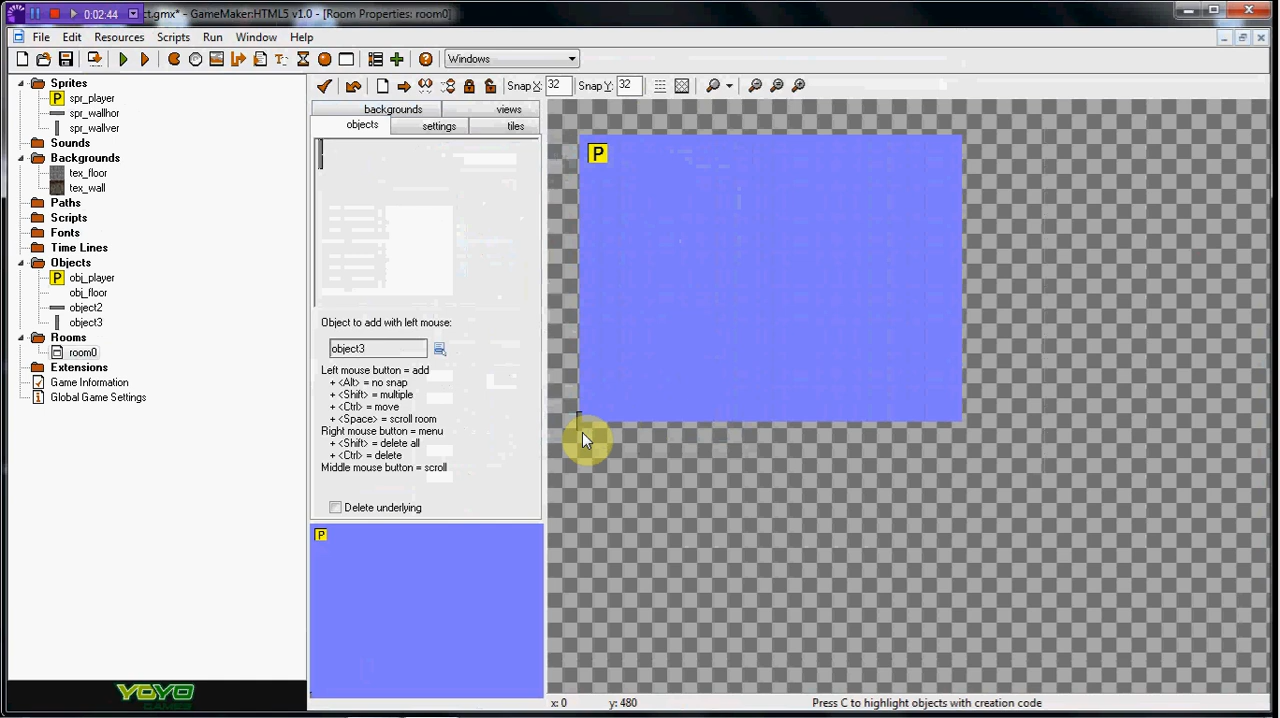 0:02:44 ct.gmx* - GameMaker:HTML5 v1.0 - [Room Properties: room0]
File Edit Resources Scripts Run Window Help
Windows
Snap X: 32 Snap Y: 32
Sprites
P spr_player
spr_wallhor
spr_wallver
Sounds
Backgrounds
tex_floor
tex_wall
Paths
Scripts
Fonts
Time Lines
Objects
P obj_player
obj_floor
object2
object3
Rooms
room0
Extensions
Game Information
Global Game Settings
YOYO
GAMES
backgrounds views
objects settings tiles
Object to add with left mouse:
object3
Left mouse button = add
+ <Alt> = no snap
+ <Shift> = multiple
+ <Ctrl> = move
+ <Space> = scroll room
Right mouse button = menu
+ <Shift> = delete all
+ <Ctrl> = delete
Middle mouse button = scroll
Delete underlying
P
P
x: 0 y: 480 Press C to highlight objects with creation code